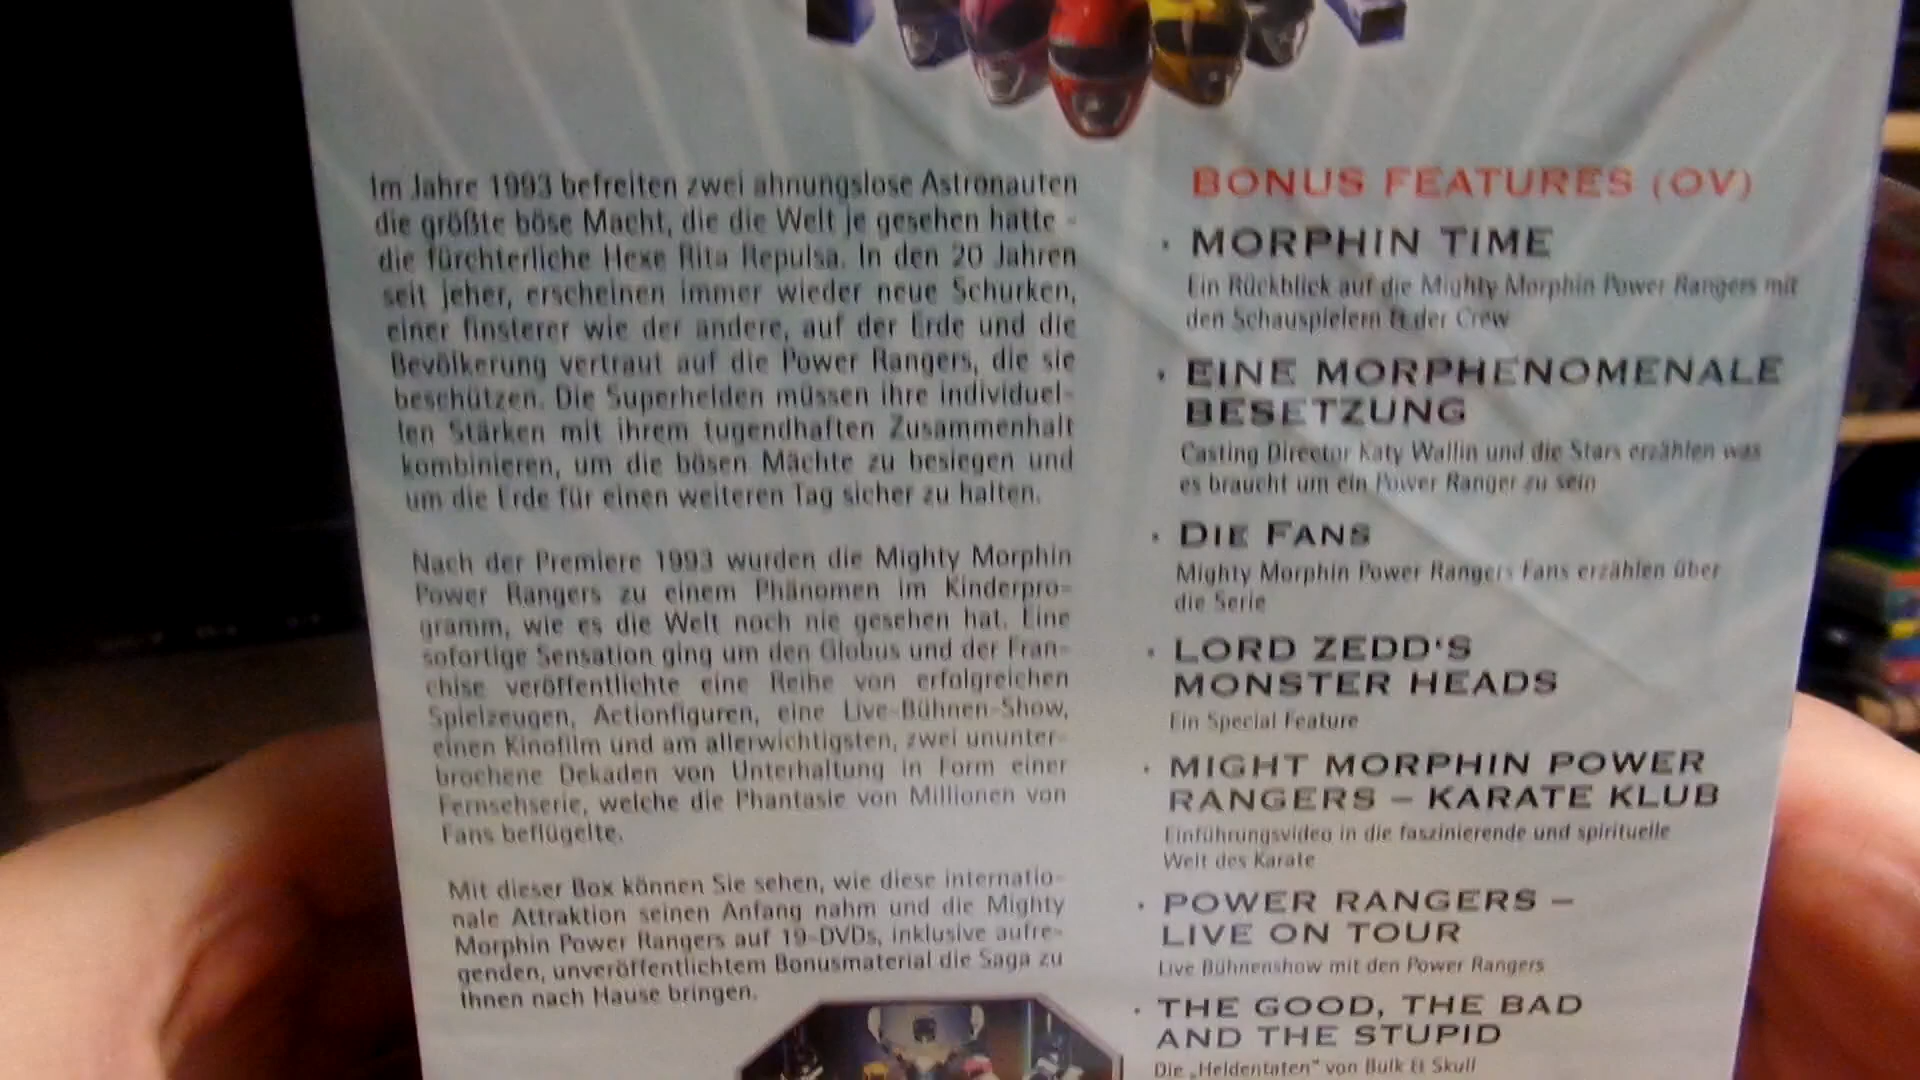 Im Jahre 1993 befreiten zwei ahnungslose Astronauten
die größte böse Macht, die die Welt je gesehen hatte -
die fürchterliche Hexe Rita Repulsa. In den 20 Jahren
seit jeher, erscheinen immer wieder neue Schurken,
einer finsterer wie der andere, auf der Erde und die
Bevölkerung vertraut auf die Power Rangers, die sie
beschützen. Die Superhelden müssen ihre individuel-
len Stärken mit ihrem tugendhaften Zusammenhalt
kombinieren, um die bösen Mächte zu besiegen und
um die Erde für einen weiteren Tag sicher zu halten.
Nach der Premiere 1993 wurden die Mighty Morphin
Power Rangers zu einem Phänomen im Kinderpro-
gramm, wie es die Welt noch nie gesehen hat. Eine
sofortige Sensation ging um den Globus und der Fran-
chise veröffentlichte eine Reihe von erfolgreichen
Spielzeugen, Actionfiguren, eine Live-Bühnen-Show,
einen Kinofilm und am allerwichtigsten, zwei ununter-
brochene Dekaden von Unterhaltung in Form einer
Fernsehserie, welche die Phantasie von Millionen von
Fans beflügelte.
Mit dieser Box können Sie sehen, wie diese internatio-
nale Attraktion seinen Anfang nahm und die Mighty
Morphin Power Rangers auf 19-DVDs, inklusive aufre-
genden, unveröffentlichtem Bonusmaterial die Saga zu
Ihnen nach Hause bringen.
BONUS FEATURES (OV)
· MORPHIN TIME
Ein Rückblick auf die Mighty Morphin Power Rangers mit
den Schauspielern & der Crew
· EINE MORPHENOMENALE
BESETZUNG
Casting Director Katy Wallin und die Stars erzählen was
es braucht um ein Power Ranger zu sein
· DIE FANS
Mighty Morphin Power Rangers Fans erzählen über
die Serie
· LORD ZEDD'S
MONSTER HEADS
Ein Special Feature
· MIGHT MORPHIN POWER
RANGERS – KARATE KLUB
Einführungsvideo in die faszinierende und spirituelle
Welt des Karate
· POWER RANGERS –
LIVE ON TOUR
Live Bühnenshow mit den Power Rangers
· THE GOOD, THE BAD
AND THE STUPID
Die „Heldentaten" von Bulk & Skull